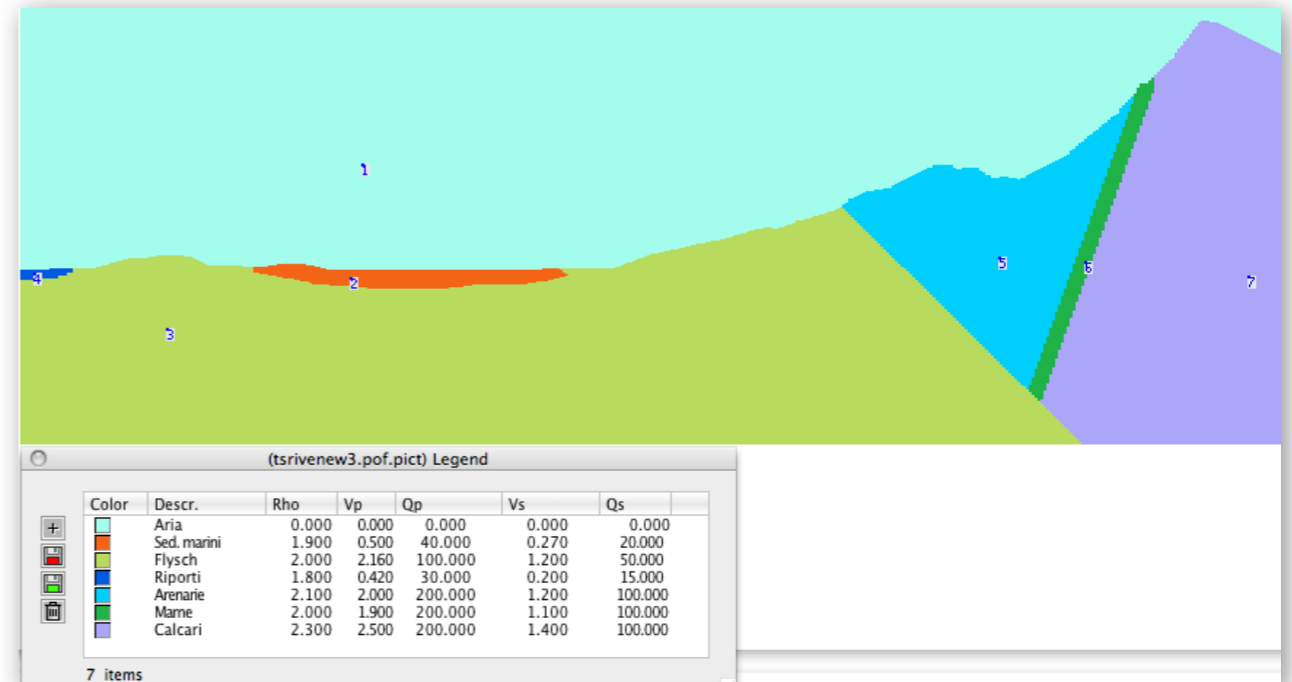 1
5
6
4
2
7
3
(tsrivenew3.pof.pict) Legend
Color Descr. Rho Vp Qp Vs Qs
Aria 0.000 0.000 0.000 0.000 0.000
Sed. marini 1.900 0.500 40.000 0.270 20.000
Flysch 2.000 2.160 100.000 1.200 50.000
Riporti 1.800 0.420 30.000 0.200 15.000
Arenarie 2.100 2.000 200.000 1.200 100.000
Marne 2.000 1.900 200.000 1.100 100.000
Calcari 2.300 2.500 200.000 1.400 100.000
7 items